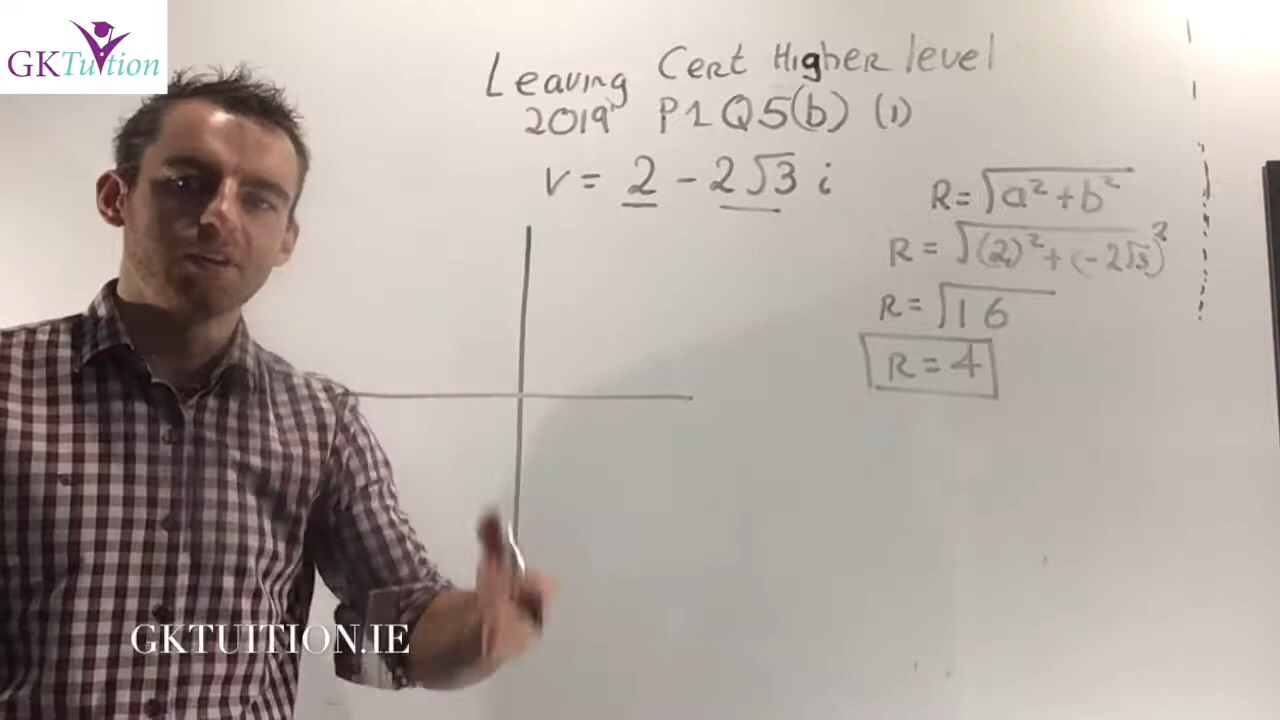 GKTuition
Leaving Cert Higher level
2019 P1 Q5(b) (1)
v = 2 - 2√3 i
R = √a² + b²
R = √(2)² + (-2√3)²
R = √16
R = 4
GKTUITION.IE